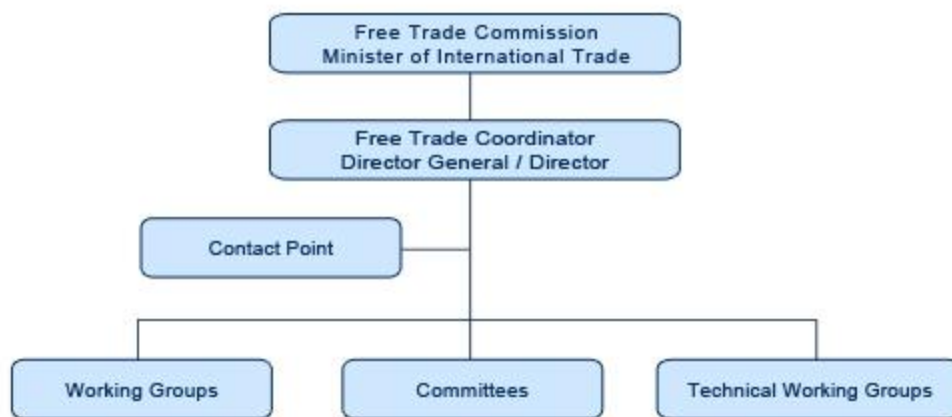 Free Trade Commission
Minister of International Trade
Free Trade Coordinator
Director General / Director
Contact Point
Working Groups
Committees
Technical Working Groups